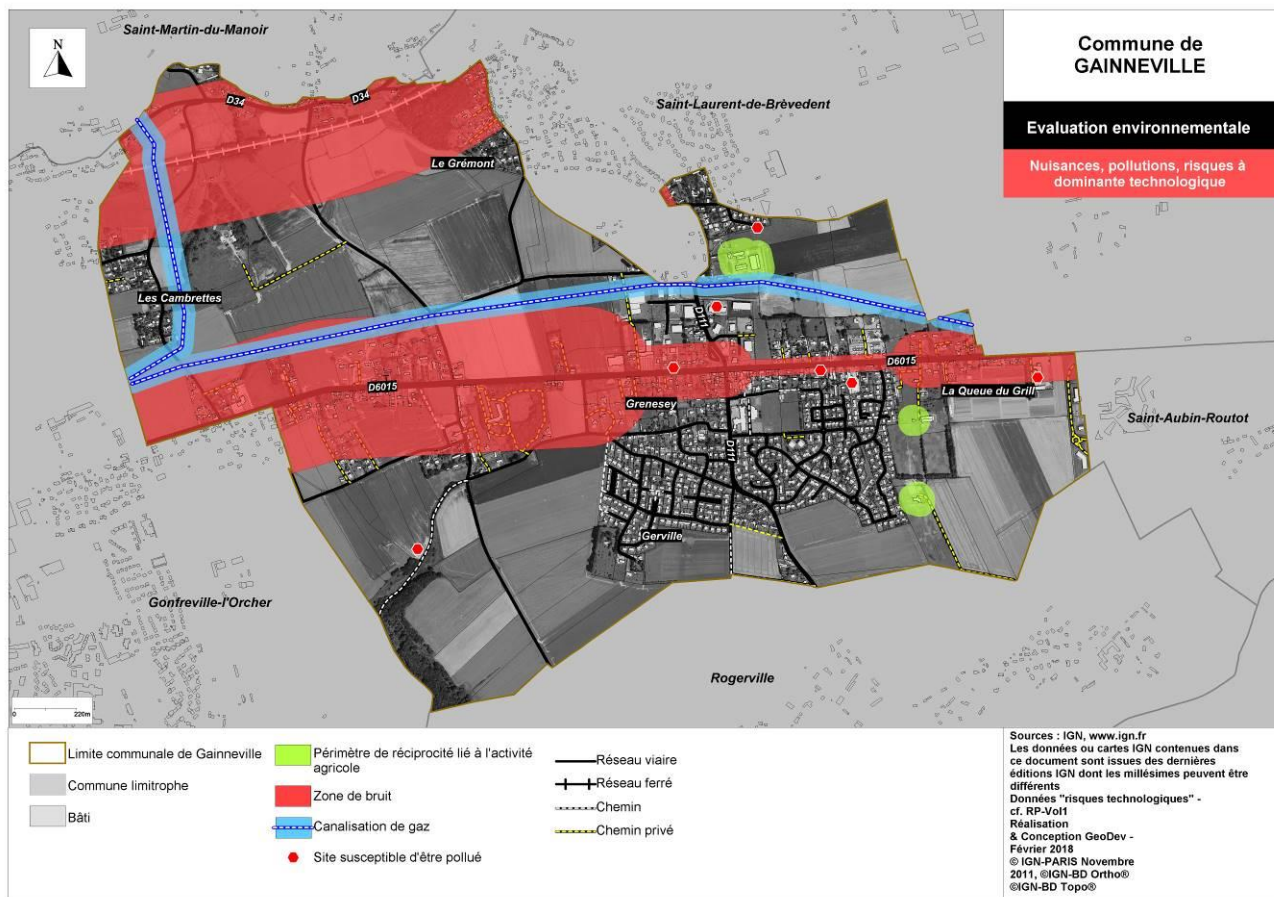 Saint-Martin-du-Manoir
N
Commune de
GAINNEVILLE
D34
D34
Saint-Laurent-de-Brèvedent
Evaluation environnementale
Nuisances, pollutions, risques à
dominante technologique
Le Grémont
Les Cambrettes
D111
D6015
D6015
La Queue du Grill
Grenesey
Saint-Aubin-Routot
D111
Gerville
Gonfreville-l'Orcher
Rogerville
0 220m
Limite communale de Gainneville
Commune limitrophe
Bâti
Périmètre de réciprocité lié à l'activité
agricole
Zone de bruit
Canalisation de gaz
Site susceptible d'être pollué
Réseau viaire
Réseau ferré
Chemin
Chemin privé
Sources : IGN, www.ign.fr
Les données ou cartes IGN contenues dans
ce document sont issues des dernières
éditions IGN dont les millésimes peuvent être
différents
Données "risques technologiques" -
cf. RP-Vol1
Réalisation
& Conception GeoDev -
Février 2018
© IGN-PARIS Novembre
2011, ©IGN-BD Ortho®
©IGN-BD Topo®